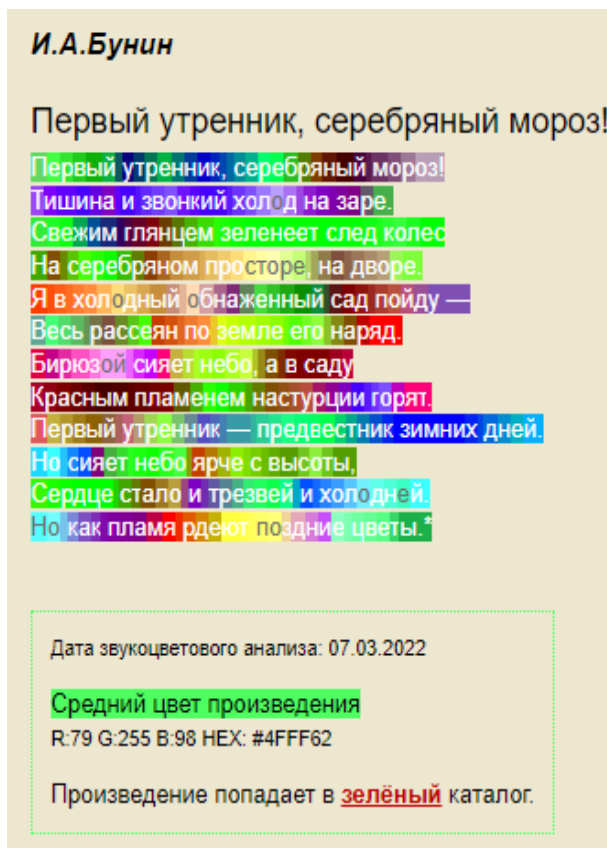 И.А.Бунин
Первый утренник, серебряный мороз!
Первый утренник, серебряный мороз!
Тишина и звонкий холод на заре.
Свежим глянцем зеленеет след колес
На серебряном просторе, на дворе.
Я в холодный обнаженный сад пойду —
Весь рассеян по земле его наряд.
Бирюзой сияет небо, а в саду
Красным пламенем настурции горят.
Первый утренник — предвестник зимних дней.
Но сияет небо ярче с высоты,
Сердце стало и трезвей и холодней.
Но как пламя рдеют поздние цветы.*
Дата звукоцветового анализа: 07.03.2022
Средний цвет произведения
R:79 G:255 B:98 HEX: #4FFF62
Произведение попадает в зелёный каталог.